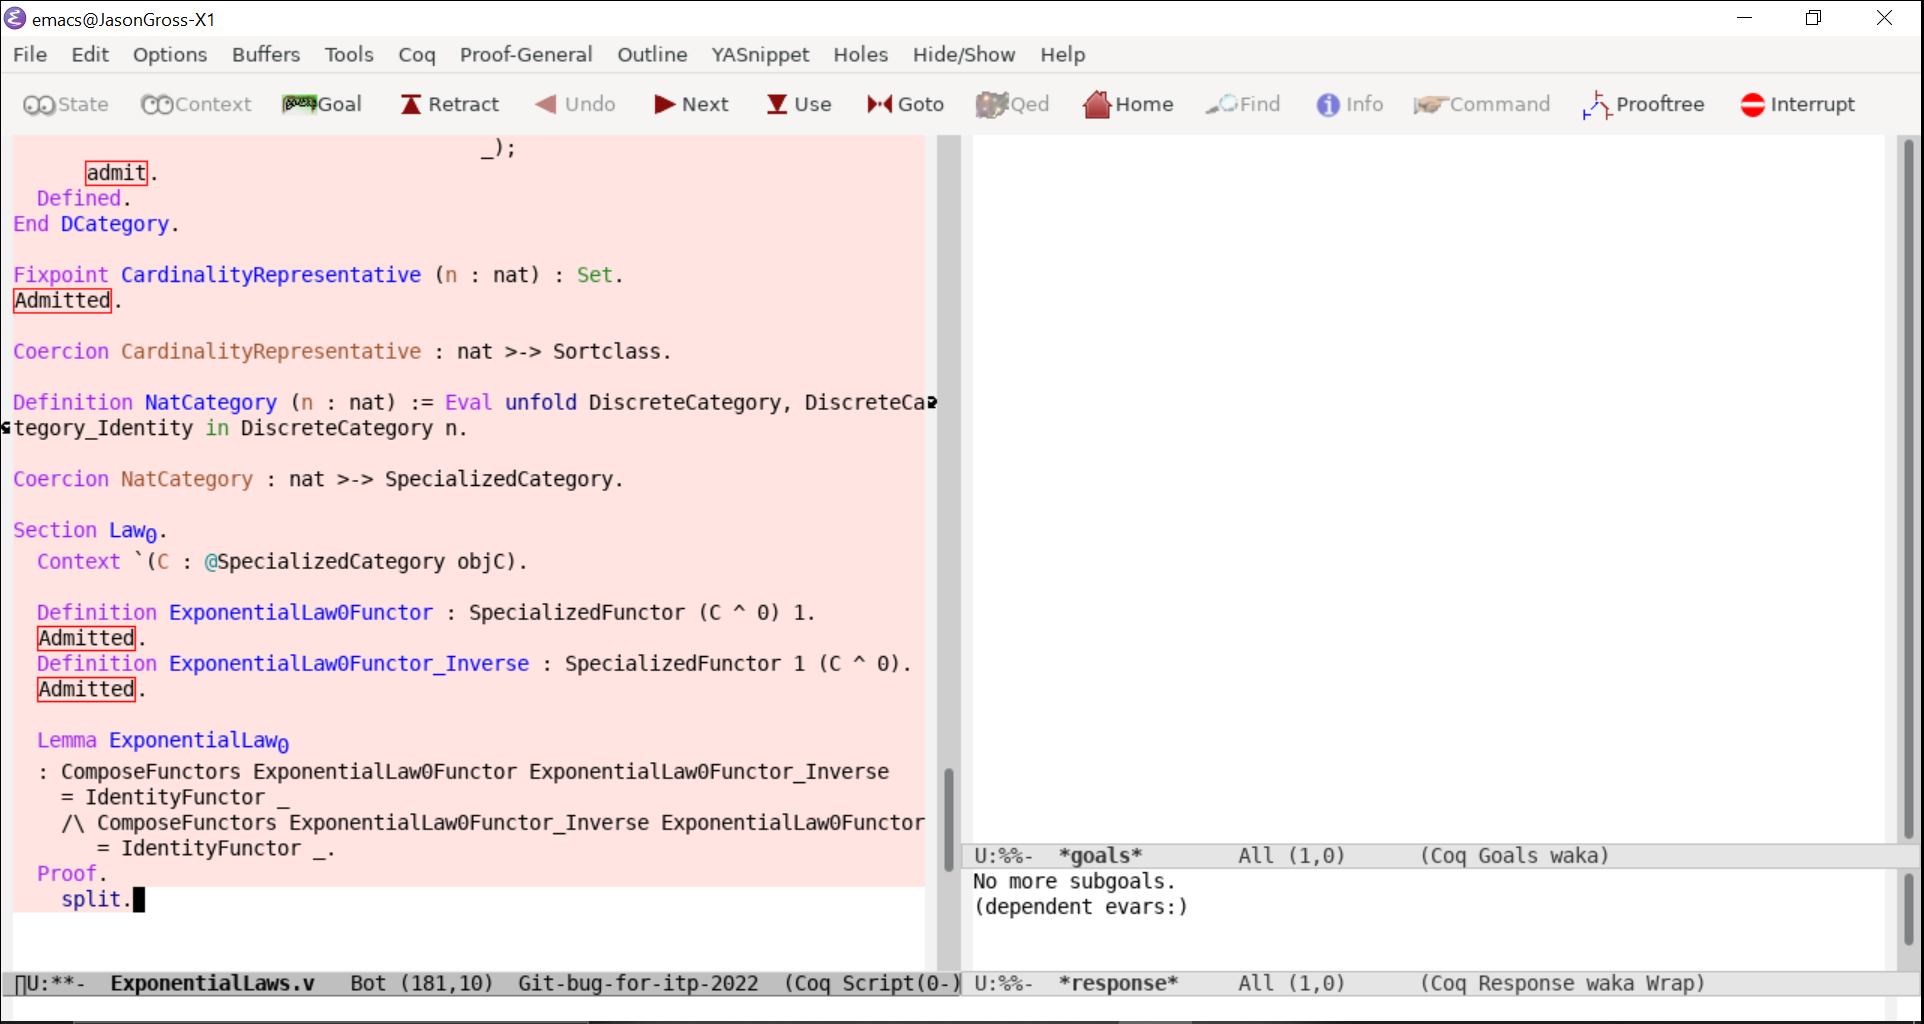 emacs@JasonGross-X1
File Edit Options Buffers Tools Coq Proof-General Outline YASnippet Holes Hide/Show Help
State Context Goal Retract Undo Next Use Goto Qed Home Find Info Command Prooftree Interrupt
_);
admit.
Defined.
End DCategory.
Fixpoint CardinalityRepresentative (n : nat) : Set.
Admitted.
Coercion CardinalityRepresentative : nat >-> Sortclass.
Definition NatCategory (n : nat) := Eval unfold DiscreteCategory, DiscreteCa
tegory_Identity in DiscreteCategory n.
Coercion NatCategory : nat >-> SpecializedCategory.
Section Law₀.
Context `(C : @SpecializedCategory objC).
Definition ExponentialLaw0Functor : SpecializedFunctor (C ^ 0) 1.
Admitted.
Definition ExponentialLaw0Functor_Inverse : SpecializedFunctor 1 (C ^ 0).
Admitted.
Lemma ExponentialLaw₀
: ComposeFunctors ExponentialLaw0Functor ExponentialLaw0Functor_Inverse
= IdentityFunctor _
/\ ComposeFunctors ExponentialLaw0Functor_Inverse ExponentialLaw0Functor
= IdentityFunctor _.
Proof.
split.
U:**- ExponentialLaws.v Bot (181,10) Git-bug-for-itp-2022 (Coq Script(0-)
U:%%- *goals* All (1,0) (Coq Goals waka)
No more subgoals.
(dependent evars:)
U:%%- *response* All (1,0) (Coq Response waka Wrap)